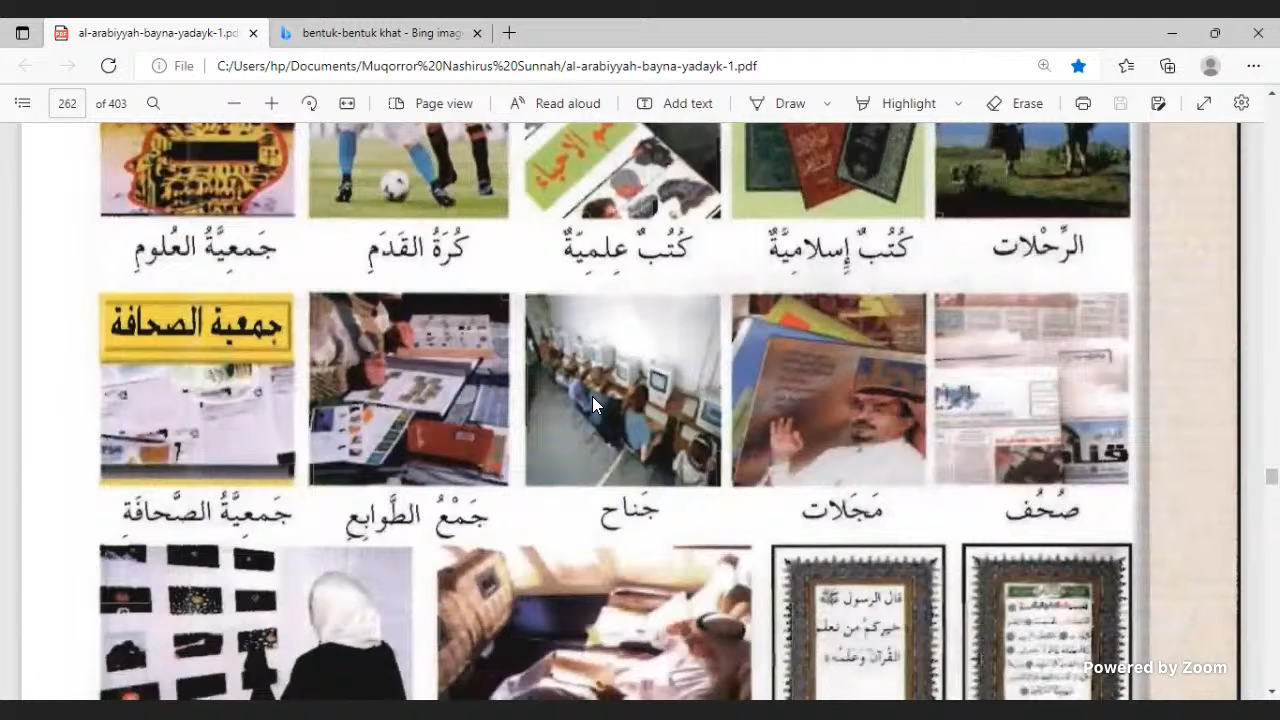 al-arabiyyah-bayna-yadayk-1.pd
bentuk-bentuk khat - Bing imag
File C:/Users/hp/Documents/Muqorror%20Nashirus%20Sunnah/al-arabiyyah-bayna-yadayk-1.pdf
262 of 403 Page view Read aloud Add text Draw Highlight Erase
الأحياء
الرِّحْلات كُتُبٌ إِسلامِيَّةٌ كُتُبٌ عِلمِيّةٌ كُرَةُ القَدَمِ جَمعِيَّةُ العُلومِ
جمعية الصحافة
صُحُف مَجَلات جَناح جَمْعُ الطَّوابِعِ جَمعِيَّةُ الصَّحافَةِ
قال الرسول ﷺ
خيركم من تعلم
القرآن وعلمه
Powered by Zoom